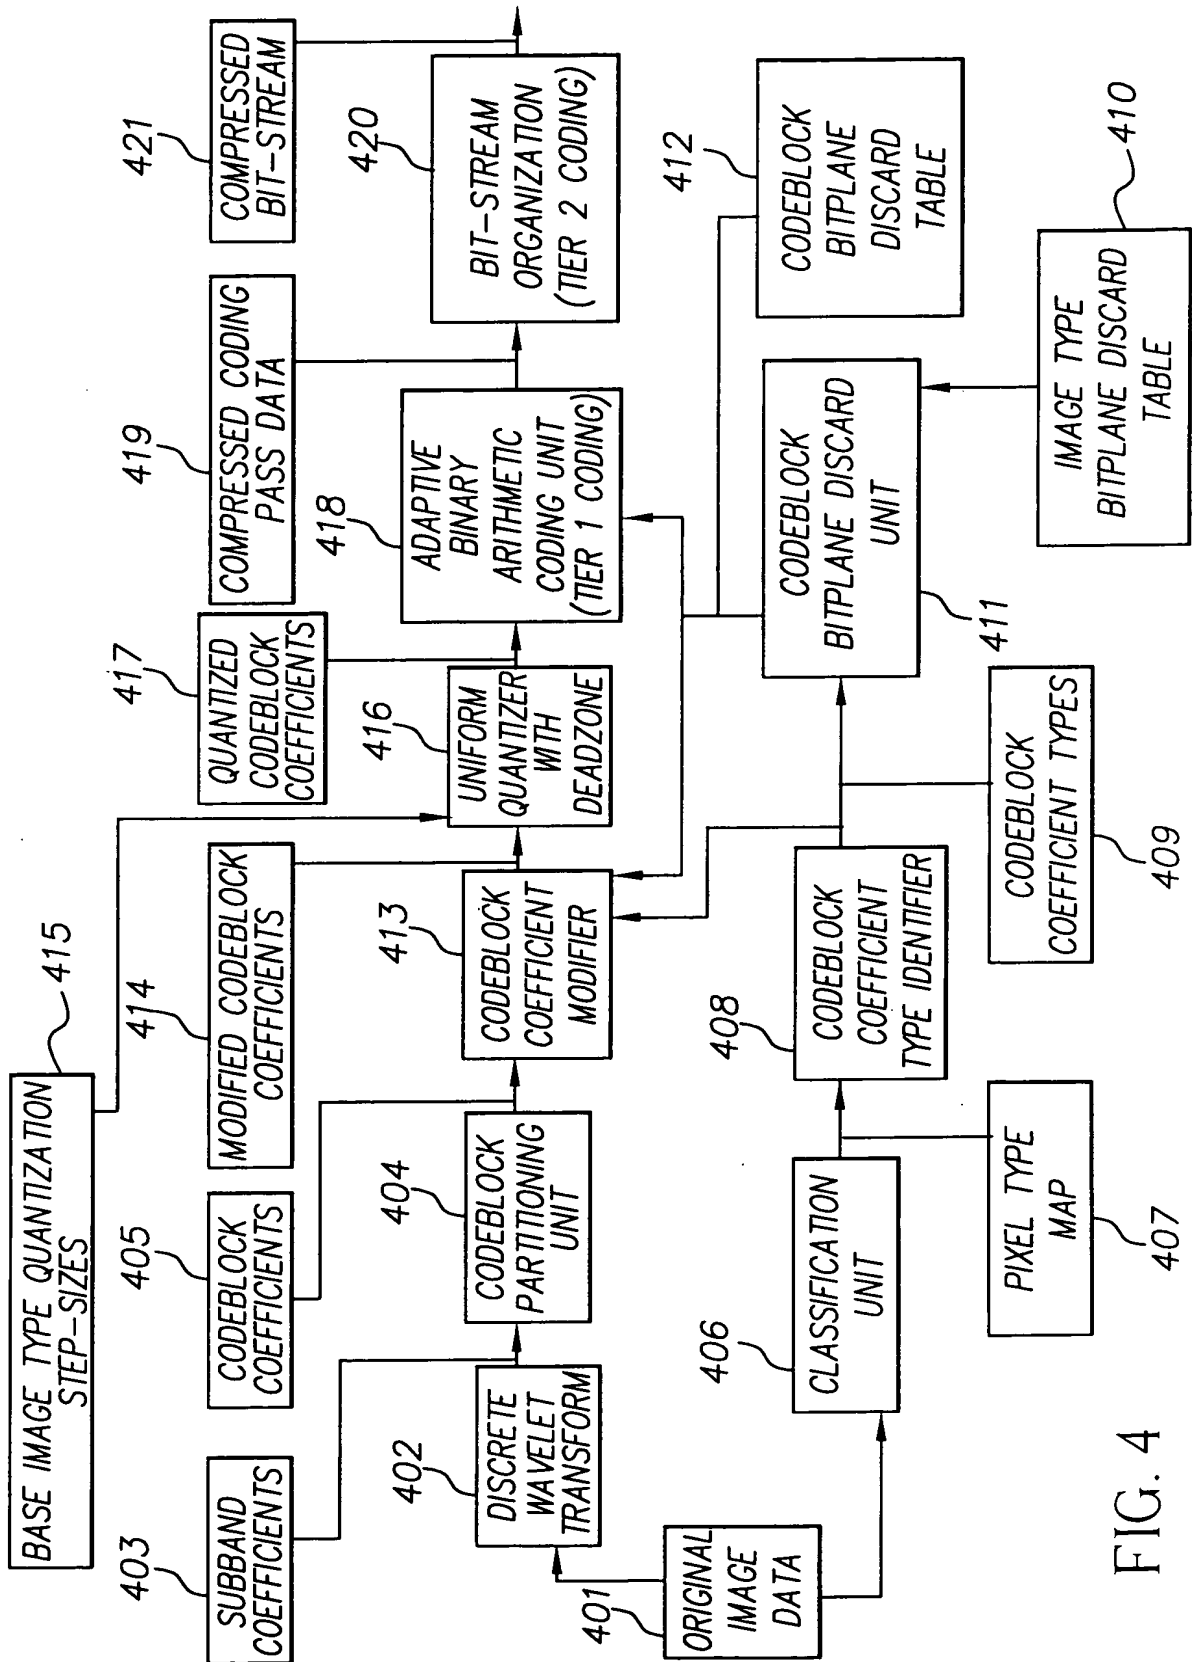 BASE IMAGE TYPE QUANTIZATION
STEP-SIZES
415
403
SUBBAND
COEFFICIENTS
405
CODEBLOCK
COEFFICIENTS
414
MODIFIED CODEBLOCK
COEFFICIENTS
417
QUANTIZED
CODEBLOCK
COEFFICIENTS
419
COMPRESSED CODING
PASS DATA
421
COMPRESSED
BIT-STREAM
402
DISCRETE
WAVELET
TRANSFORM
404
CODEBLOCK
PARTITIONING
UNIT
413
CODEBLOCK
COEFFICIENT
MODIFIER
416
UNIFORM
QUANTIZER
WITH
DEADZONE
418
ADAPTIVE
BINARY
ARITHMETIC
CODING UNIT
(TIER 1 CODING)
420
BIT-STREAM
ORGANIZATION
(TIER 2 CODING)
401
ORIGINAL
IMAGE
DATA
406
CLASSIFICATION
UNIT
408
CODEBLOCK
COEFFICIENT
TYPE IDENTIFIER
411
CODEBLOCK
BITPLANE DISCARD
UNIT
412
CODEBLOCK
BITPLANE
DISCARD
TABLE
407
PIXEL TYPE
MAP
409
CODEBLOCK
COEFFICIENT TYPES
410
IMAGE TYPE
BITPLANE DISCARD
TABLE
FIG. 4